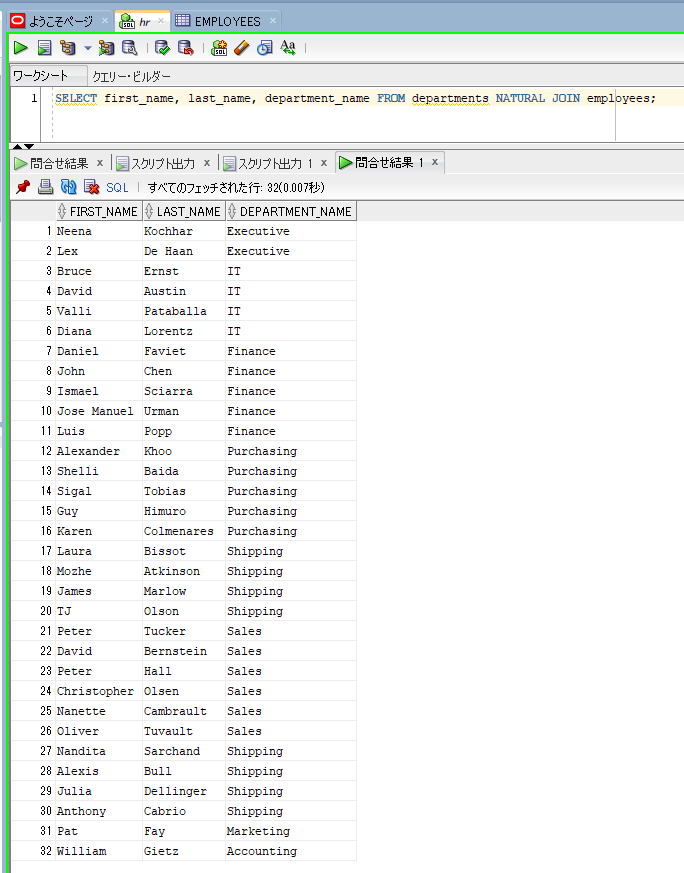 ようこそページ × hr × EMPLOYEES ×
ワークシート クエリー・ビルダー
1 SELECT first_name, last_name, department_name FROM departments NATURAL JOIN employees;
問合せ結果 × スクリプト出力 × スクリプト出力 1 × 問合せ結果 1 ×
SQL すべてのフェッチされた行: 32(0.007秒)
FIRST_NAME LAST_NAME DEPARTMENT_NAME
1 Neena Kochhar Executive
2 Lex De Haan Executive
3 Bruce Ernst IT
4 David Austin IT
5 Valli Pataballa IT
6 Diana Lorentz IT
7 Daniel Faviet Finance
8 John Chen Finance
9 Ismael Sciarra Finance
10 Jose Manuel Urman Finance
11 Luis Popp Finance
12 Alexander Khoo Purchasing
13 Shelli Baida Purchasing
14 Sigal Tobias Purchasing
15 Guy Himuro Purchasing
16 Karen Colmenares Purchasing
17 Laura Bissot Shipping
18 Mozhe Atkinson Shipping
19 James Marlow Shipping
20 TJ Olson Shipping
21 Peter Tucker Sales
22 David Bernstein Sales
23 Peter Hall Sales
24 Christopher Olsen Sales
25 Nanette Cambrault Sales
26 Oliver Tuvault Sales
27 Nandita Sarchand Shipping
28 Alexis Bull Shipping
29 Julia Dellinger Shipping
30 Anthony Cabrio Shipping
31 Pat Fay Marketing
32 William Gietz Accounting